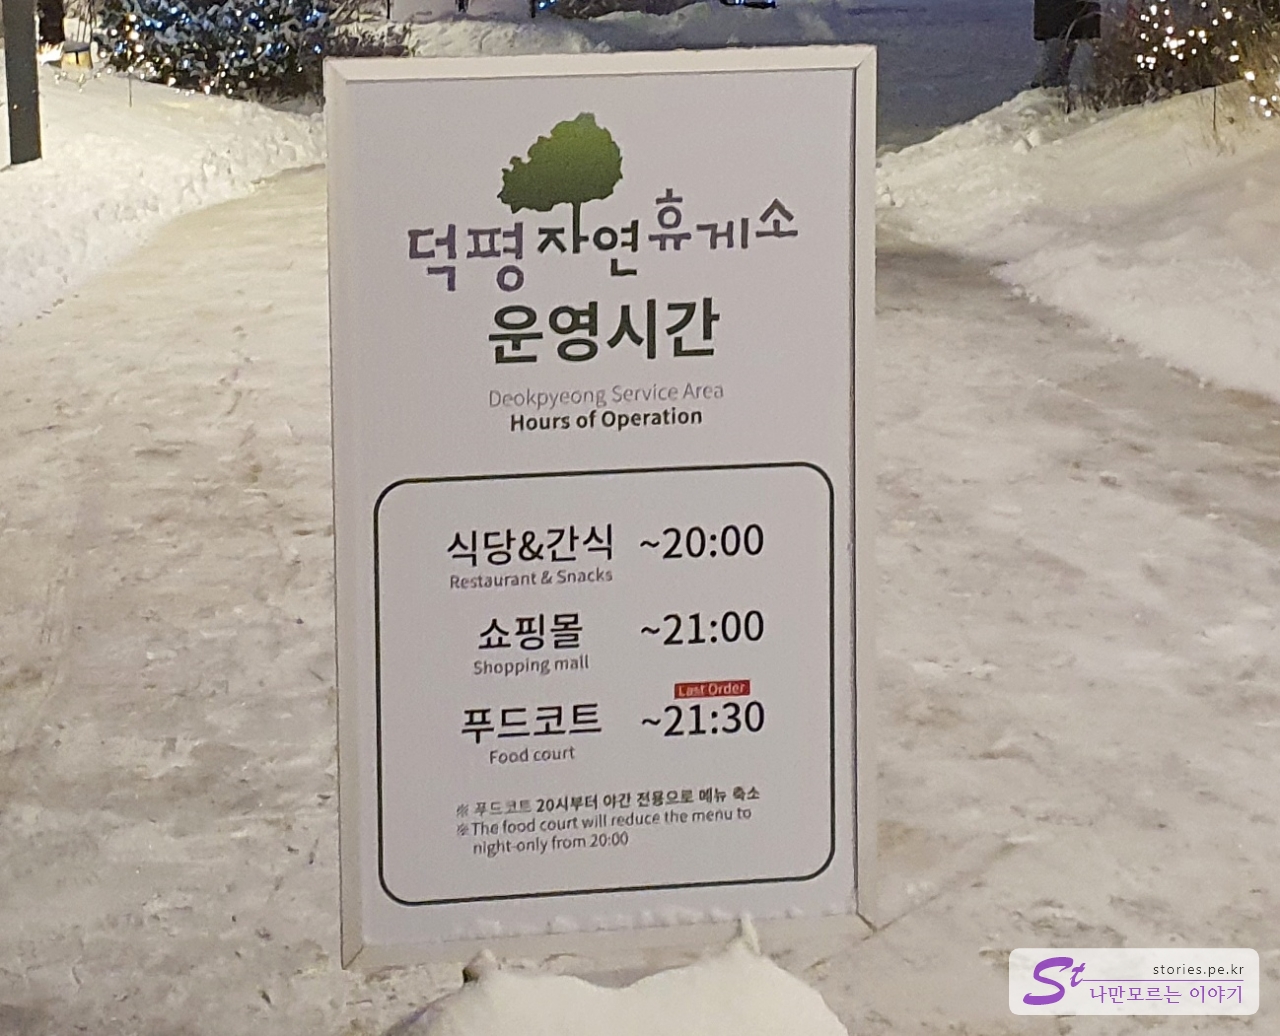 덕평자연휴게소
운영시간
Deokpyeong Service Area
Hours of Operation
식당&간식 ~20:00
Restaurant & Snacks
쇼핑몰 ~21:00
Shopping mall
Last Order
푸드코트 ~21:30
Food court
※ 푸드코트 20시부터 야간 전용으로 메뉴 축소
※The food court will reduce the menu to
night-only from 20:00
St
stories.pe.kr
나만모르는 이야기